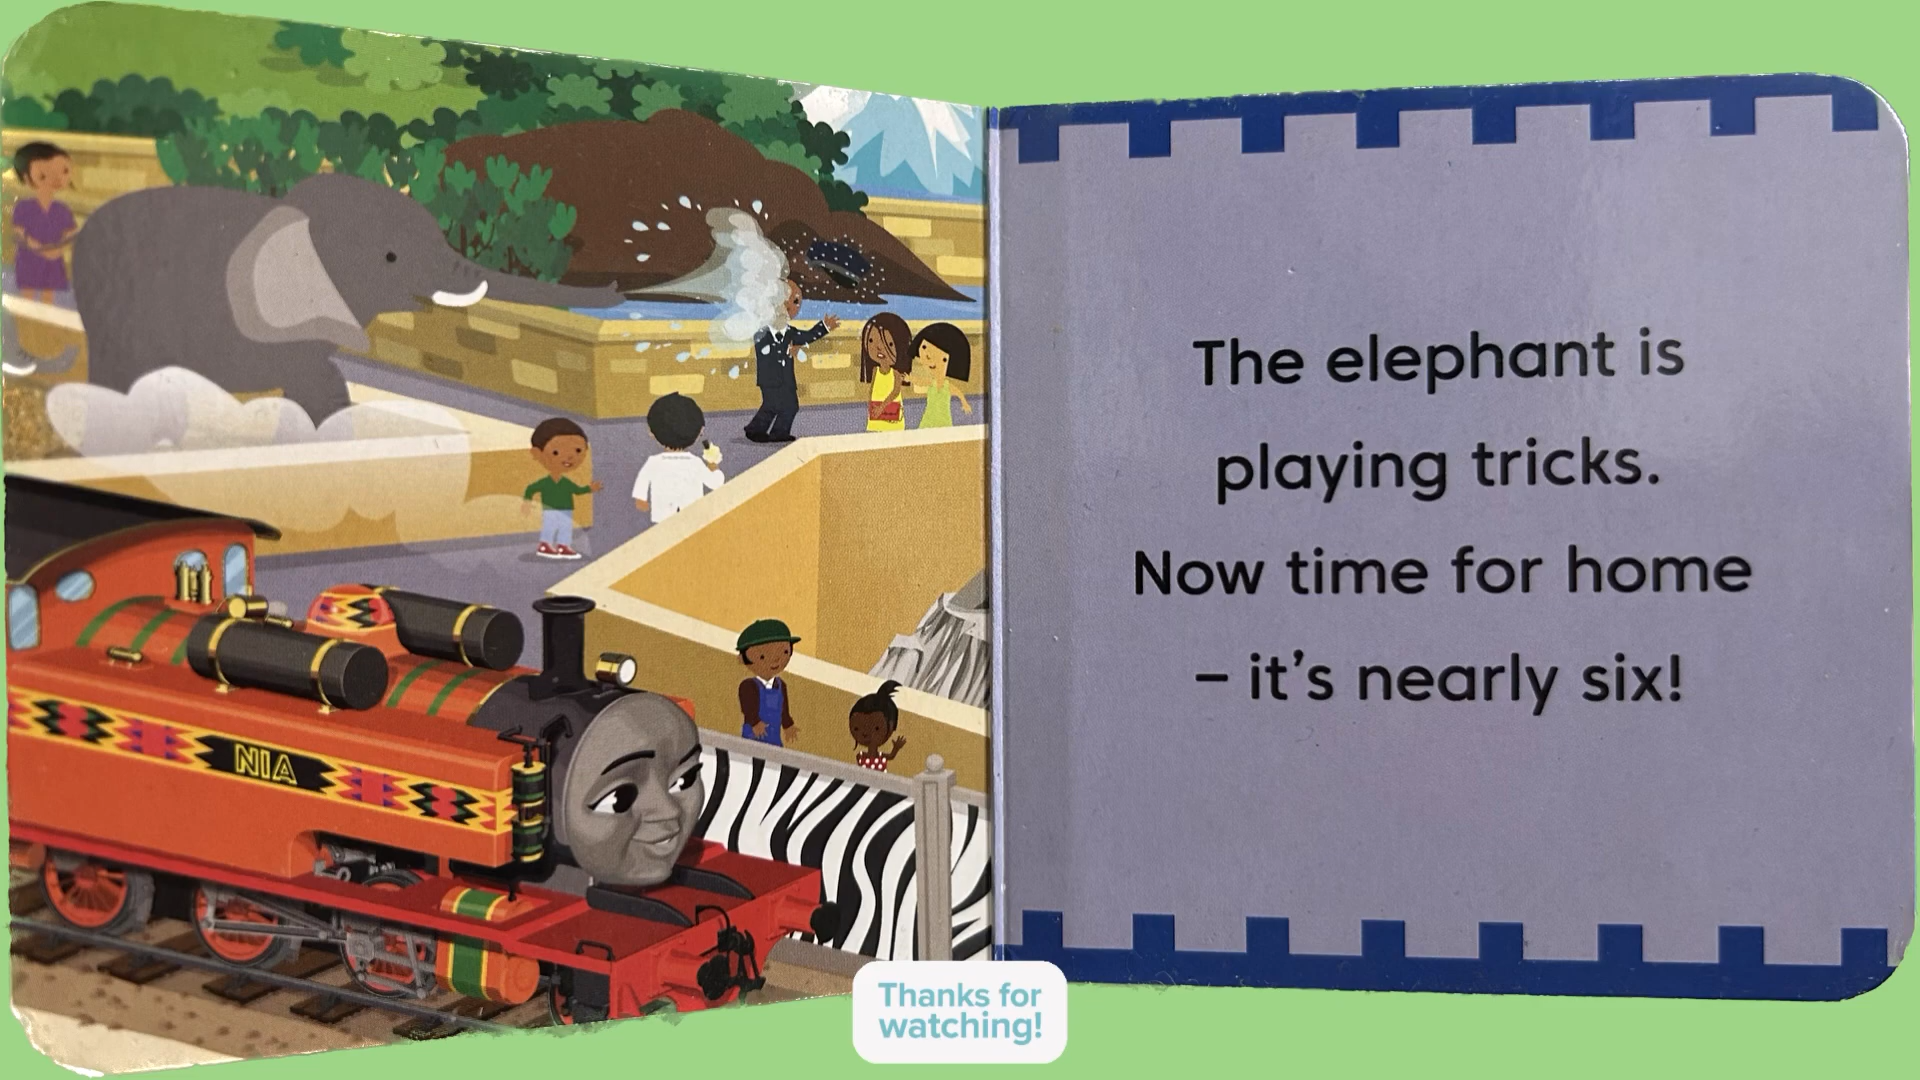 NIA
The elephant is
playing tricks.
Now time for home
– it's nearly six!
Thanks for
watching!